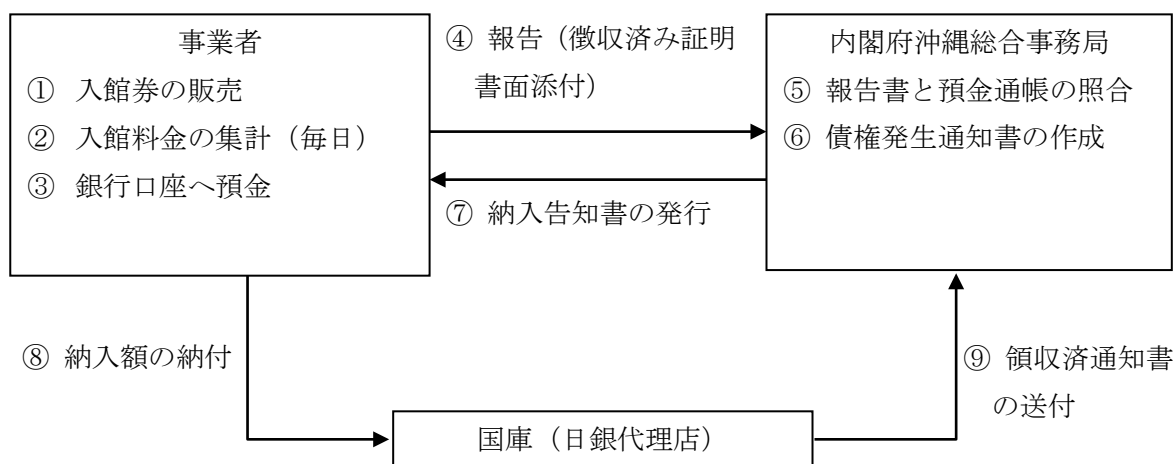 事業者
① 入館券の販売
② 入館料金の集計（毎日）
③ 銀行口座へ預金
④ 報告（徴収済み証明
書面添付）
内閣府沖縄総合事務局
⑤ 報告書と預金通帳の照合
⑥ 債権発生通知書の作成
⑦ 納入告知書の発行
⑧ 納入額の納付
⑨ 領収済通知書
の送付
国庫（日銀代理店）